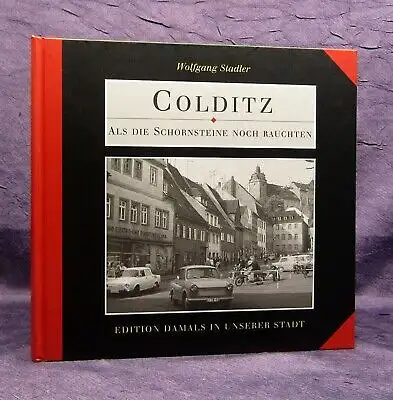 Wolfgang Stadler
COLDITZ
ALS DIE SCHORNSTEINE NOCH RAUCHTEN
EDITION DAMALS IN UNSERER STADT